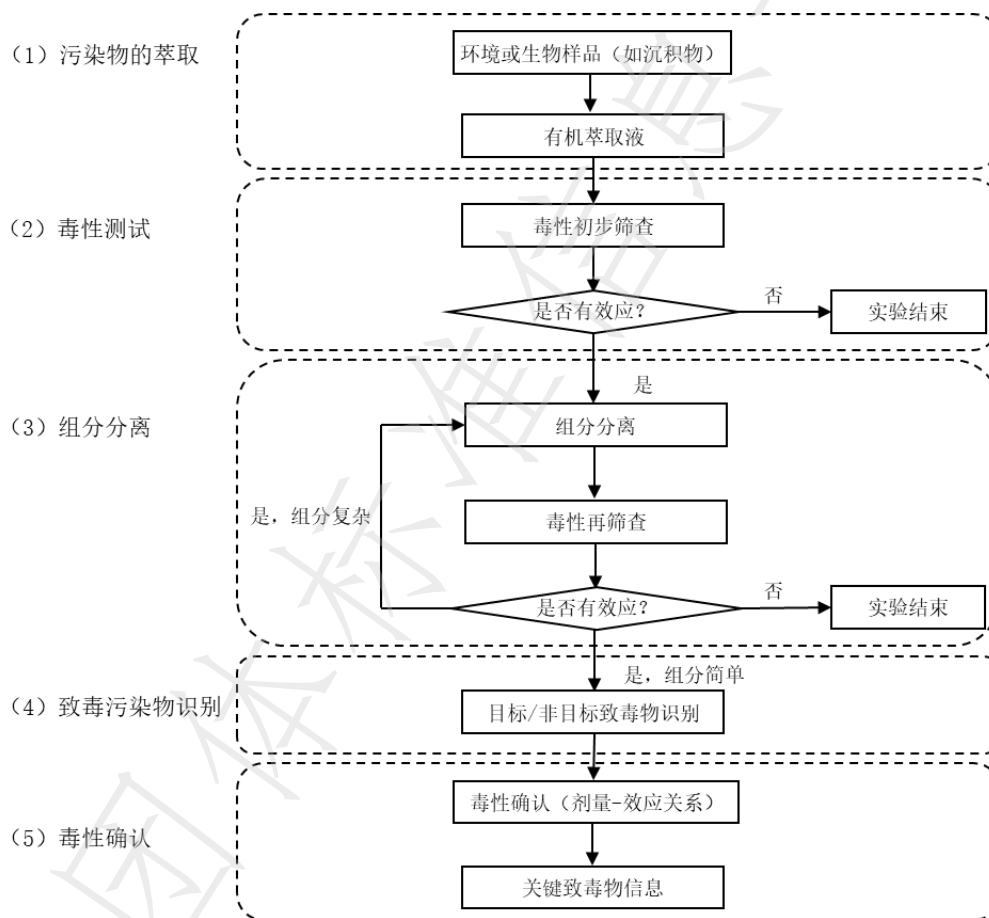 （1）污染物的萃取
环境或生物样品（如沉积物）
有机萃取液
（2）毒性测试
毒性初步筛查
是否有效应？
否
实验结束
是
（3）组分分离
组分分离
是，组分复杂
毒性再筛查
是否有效应？
否
实验结束
是，组分简单
（4）致毒污染物识别
目标/非目标致毒物识别
（5）毒性确认
毒性确认（剂量-效应关系）
关键致毒物信息
团体标准信息